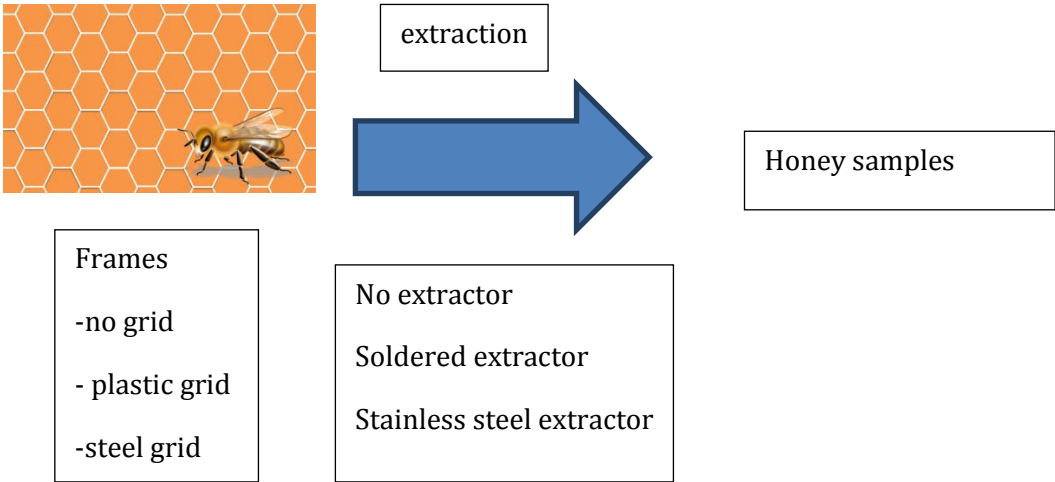 extraction
Honey samples
Frames
-no grid
- plastic grid
-steel grid
No extractor
Soldered extractor
Stainless steel extractor